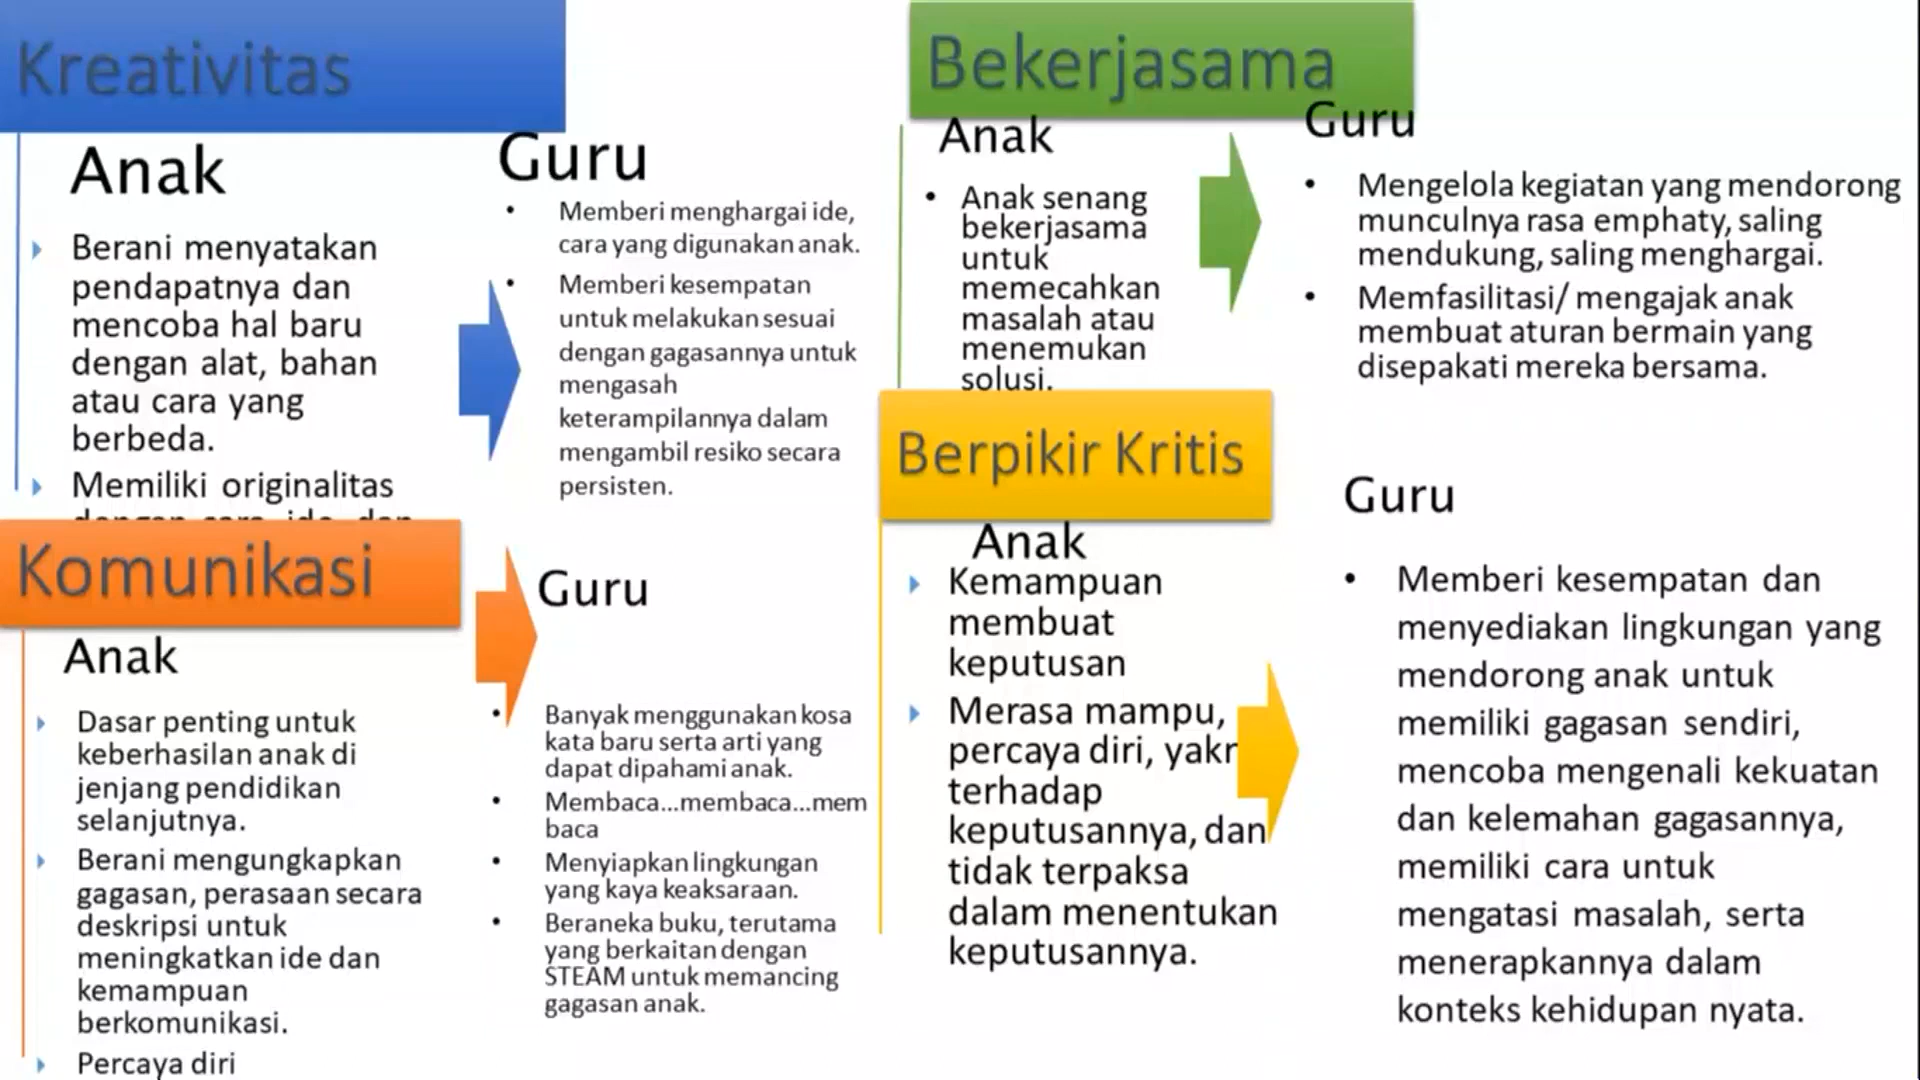 Kreativitas
Anak
Berani menyatakan
pendapatnya dan
mencoba hal baru
dengan alat, bahan
atau cara yang
berbeda.
Memiliki originalitas
Guru
• Memberi menghargai ide,
cara yang digunakan anak.
• Memberi kesempatan
untuk melakukan sesuai
dengan gagasannya untuk
mengasah
keterampilannya dalam
mengambil resiko secara
persisten.
Komunikasi
Anak
Dasar penting untuk
keberhasilan anak di
jenjang pendidikan
selanjutnya.
Berani mengungkapkan
gagasan, perasaan secara
deskripsi untuk
meningkatkan ide dan
kemampuan
berkomunikasi.
Percaya diri
Guru
• Banyak menggunakan kosa
kata baru serta arti yang
dapat dipahami anak.
• Membaca...membaca...mem
baca
• Menyiapkan lingkungan
yang kaya keaksaraan.
• Beraneka buku, terutama
yang berkaitan dengan
STEAM untuk memancing
gagasan anak.
Bekerjasama
Anak
• Anak senang
bekerjasama
untuk
memecahkan
masalah atau
menemukan
solusi.
Guru
• Mengelola kegiatan yang mendorong
munculnya rasa emphaty, saling
mendukung, saling menghargai.
• Memfasilitasi/ mengajak anak
membuat aturan bermain yang
disepakati mereka bersama.
Berpikir Kritis
Anak
Kemampuan
membuat
keputusan
Merasa mampu,
percaya diri,
terhadap
keputusannya, dan
tidak terpaksa
dalam menentukan
keputusannya.
Guru
• Memberi kesempatan dan
menyediakan lingkungan yang
mendorong anak untuk
memiliki gagasan sendiri,
mencoba mengenali kekuatan
dan kelemahan gagasannya,
memiliki cara untuk
mengatasi masalah, serta
menerapkannya dalam
konteks kehidupan nyata.